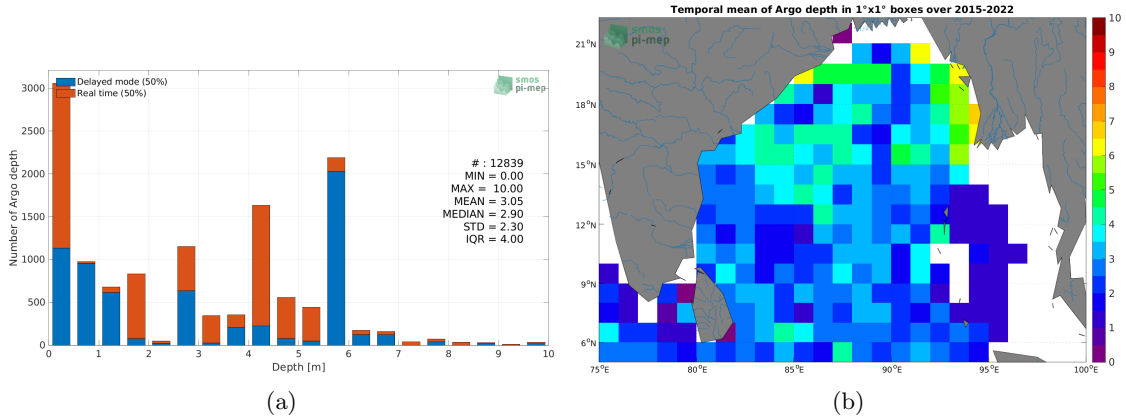 Delayed mode (50%)
Real time (50%)
smos
pi-mep
Number of Argo depth
3000
2500
2000
1500
1000
500
0
# : 12839
MIN = 0.00
MAX = 10.00
MEAN = 3.05
MEDIAN = 2.90
STD = 2.30
IQR = 4.00
0 1 2 3 4 5 6 7 8 9 10
Depth [m]
(a)
Temporal mean of Argo depth in 1°x1° boxes over 2015-2022
smos
pi-mep
21°N
18°N
15°N
12°N
9°N
6°N
75°E 80°E 85°E 90°E 95°E 100°E
10
9
8
7
6
5
4
3
2
1
0
(b)